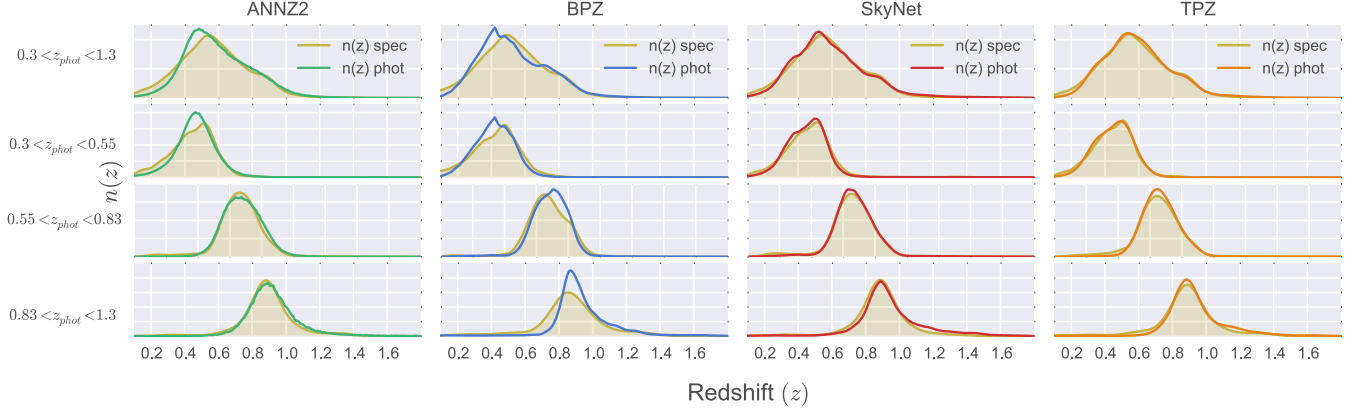 ANNZ2 BPZ SkyNet TPZ
0.3 < z_phot < 1.3
n(z) spec n(z) spec n(z) spec n(z) spec
n(z) phot n(z) phot n(z) phot n(z) phot
0.3 < z_phot < 0.55
n(z)
0.55 < z_phot < 0.83
0.83 < z_phot < 1.3
0.2 0.4 0.6 0.8 1.0 1.2 1.4 1.6 0.2 0.4 0.6 0.8 1.0 1.2 1.4 1.6 0.2 0.4 0.6 0.8 1.0 1.2 1.4 1.6 0.2 0.4 0.6 0.8 1.0 1.2 1.4 1.6
Redshift (z)